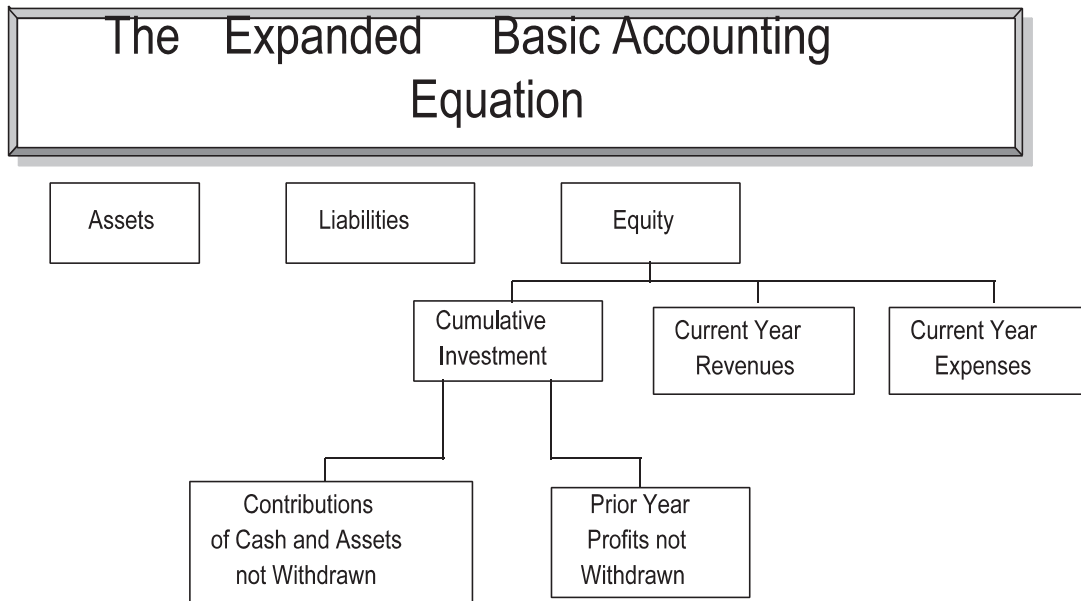 The Expanded Basic Accounting
Equation
Assets
Liabilities
Equity
Cumulative
Investment
Current Year
Revenues
Current Year
Expenses
Contributions
of Cash and Assets
not Withdrawn
Prior Year
Profits not
Withdrawn